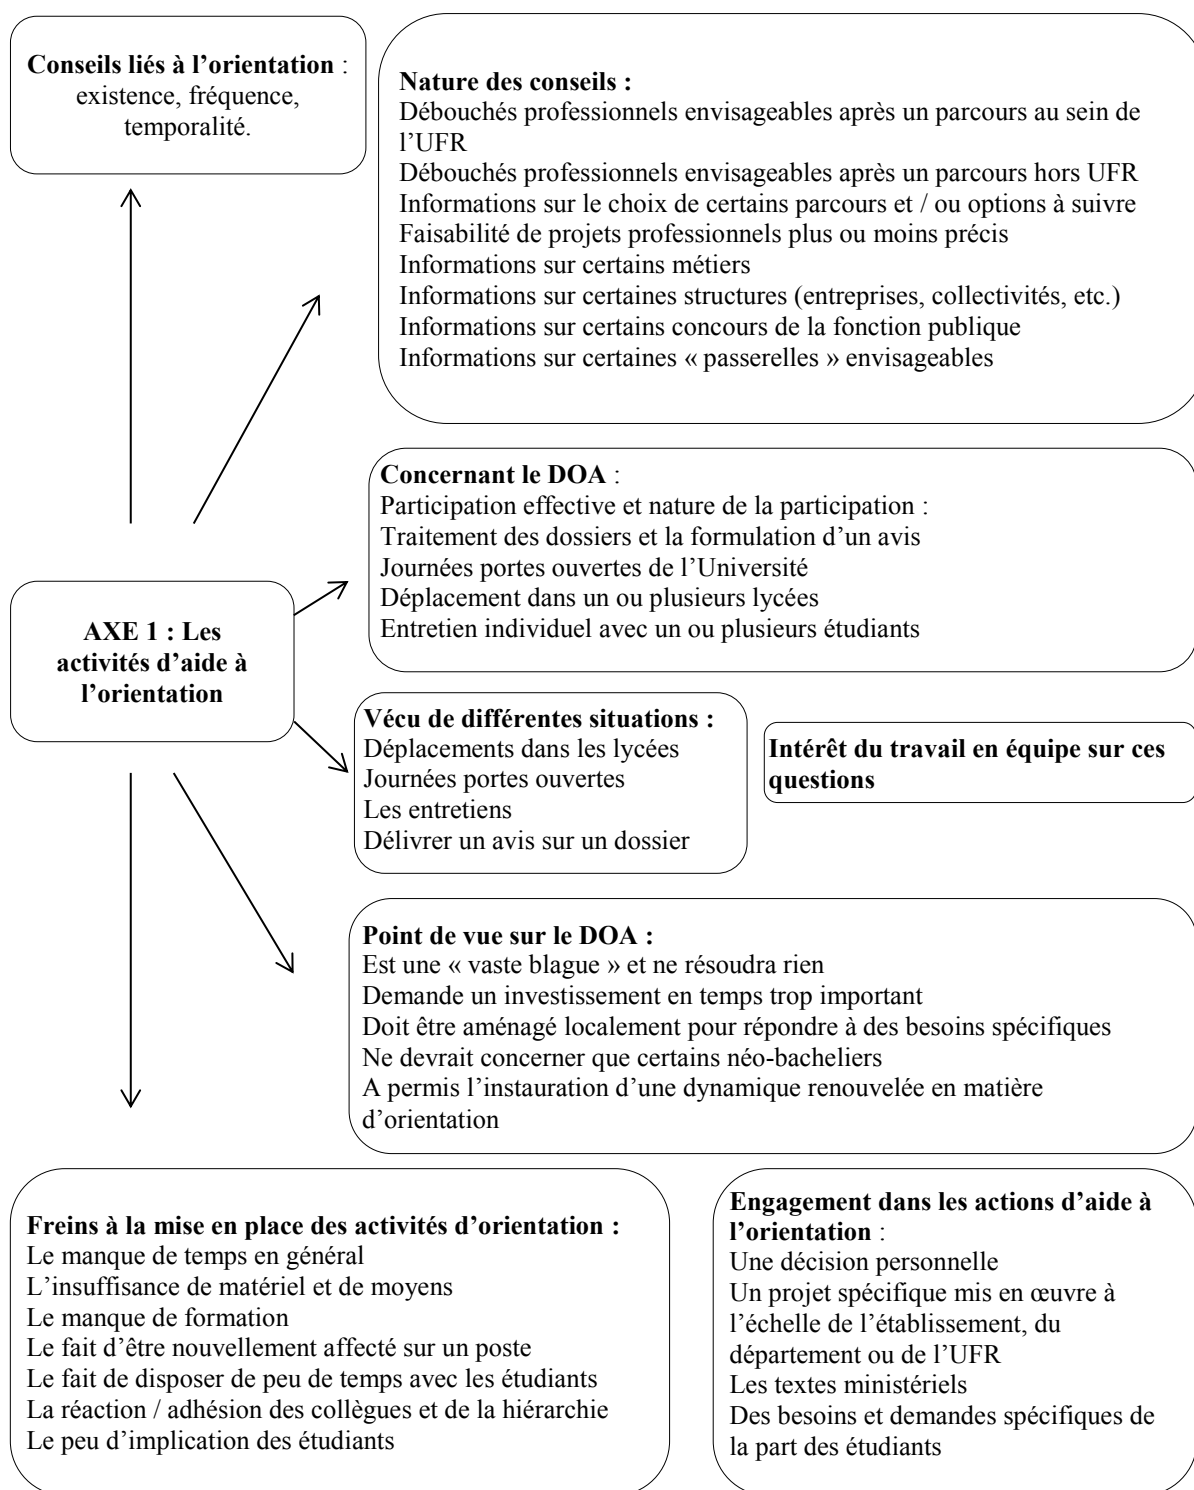 Conseils liés à l’orientation :
existence, fréquence,
temporalité.
Nature des conseils :
Débouchés professionnels envisageables après un parcours au sein de
l’UFR
Débouchés professionnels envisageables après un parcours hors UFR
Informations sur le choix de certains parcours et / ou options à suivre
Faisabilité de projets professionnels plus ou moins précis
Informations sur certains métiers
Informations sur certaines structures (entreprises, collectivités, etc.)
Informations sur certains concours de la fonction publique
Informations sur certaines « passerelles » envisageables
Concernant le DOA :
Participation effective et nature de la participation :
Traitement des dossiers et la formulation d’un avis
Journées portes ouvertes de l’Université
Déplacement dans un ou plusieurs lycées
Entretien individuel avec un ou plusieurs étudiants
AXE 1 : Les
activités d’aide à
l’orientation
Vécu de différentes situations :
Déplacements dans les lycées
Journées portes ouvertes
Les entretiens
Délivrer un avis sur un dossier
Intérêt du travail en équipe sur ces
questions
Point de vue sur le DOA :
Est une « vaste blague » et ne résoudra rien
Demande un investissement en temps trop important
Doit être aménagé localement pour répondre à des besoins spécifiques
Ne devrait concerner que certains néo-bacheliers
A permis l’instauration d’une dynamique renouvelée en matière
d’orientation
Freins à la mise en place des activités d’orientation :
Le manque de temps en général
L’insuffisance de matériel et de moyens
Le manque de formation
Le fait d’être nouvellement affecté sur un poste
Le fait de disposer de peu de temps avec les étudiants
La réaction / adhésion des collègues et de la hiérarchie
Le peu d’implication des étudiants
Engagement dans les actions d’aide à
l’orientation :
Une décision personnelle
Un projet spécifique mis en œuvre à
l’échelle de l’établissement, du
département ou de l’UFR
Les textes ministériels
Des besoins et demandes spécifiques de
la part des étudiants